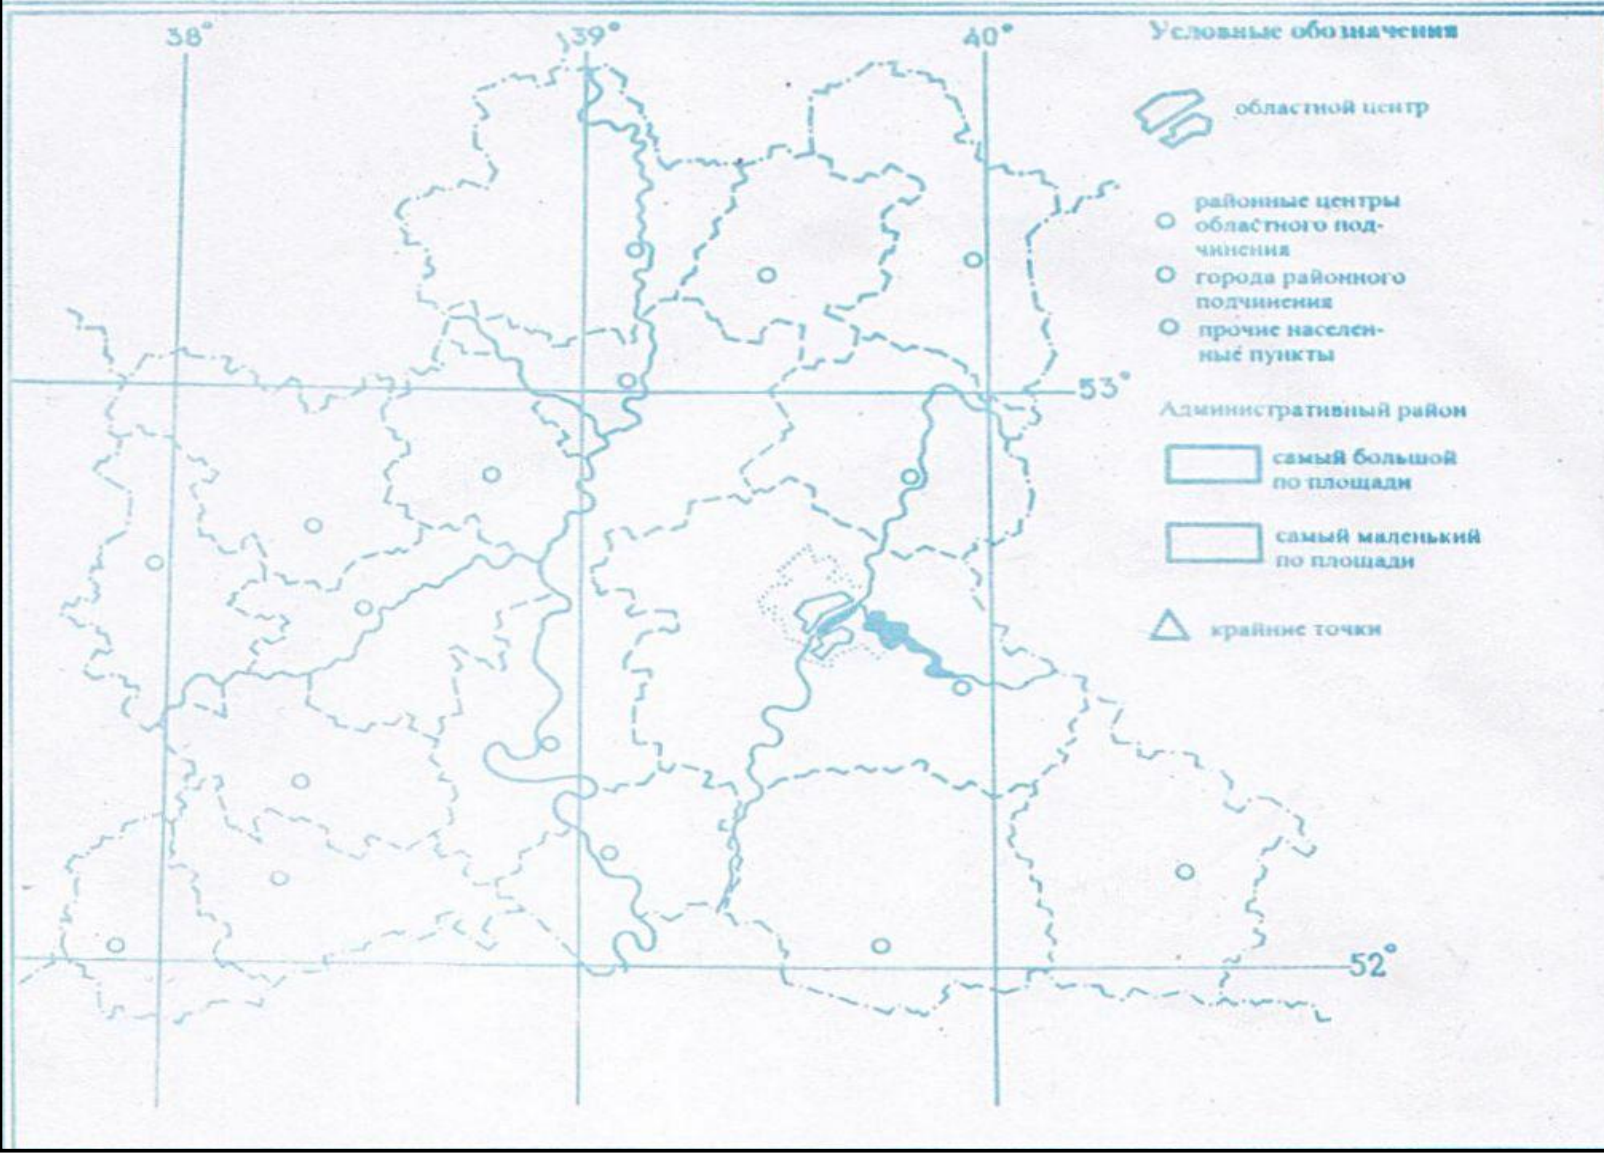 38°
39°
40°
Условные обозначения
областной центр
районные центры
областного под-
чинения
города районного
подчинения
прочие населен-
ные пункты
53°
Административный район
самый большой
по площади
самый маленький
по площади
крайние точки
52°